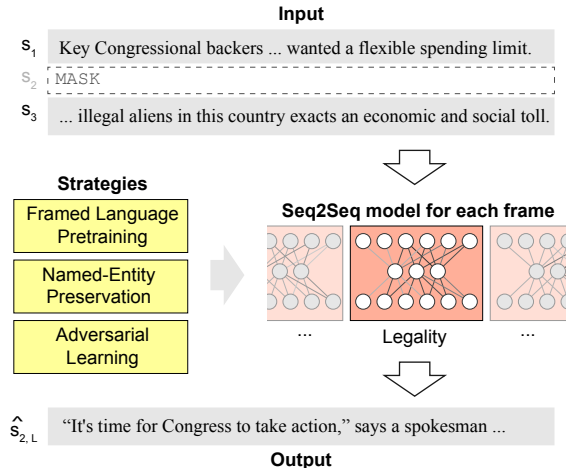 Input
s1 Key Congressional backers ... wanted a flexible spending limit.
s2 MASK
s3 ... illegal aliens in this country exacts an economic and social toll.
Strategies
Framed Language
Pretraining
Named-Entity
Preservation
Adversarial
Learning
Seq2Seq model for each frame
... Legality ...
ŝ2, L “It's time for Congress to take action,” says a spokesman ...
Output